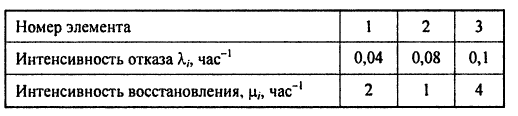 Номер элемента 1 2 3
Интенсивность отказа λᵢ, час⁻¹ 0,04 0,08 0,1
Интенсивность восстановления, μᵢ, час⁻¹ 2 1 4